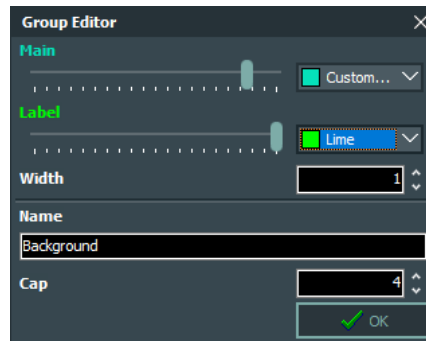 Group Editor
Main
Custom...
Label
Lime
Width
1
Name
Background
Cap
4
OK